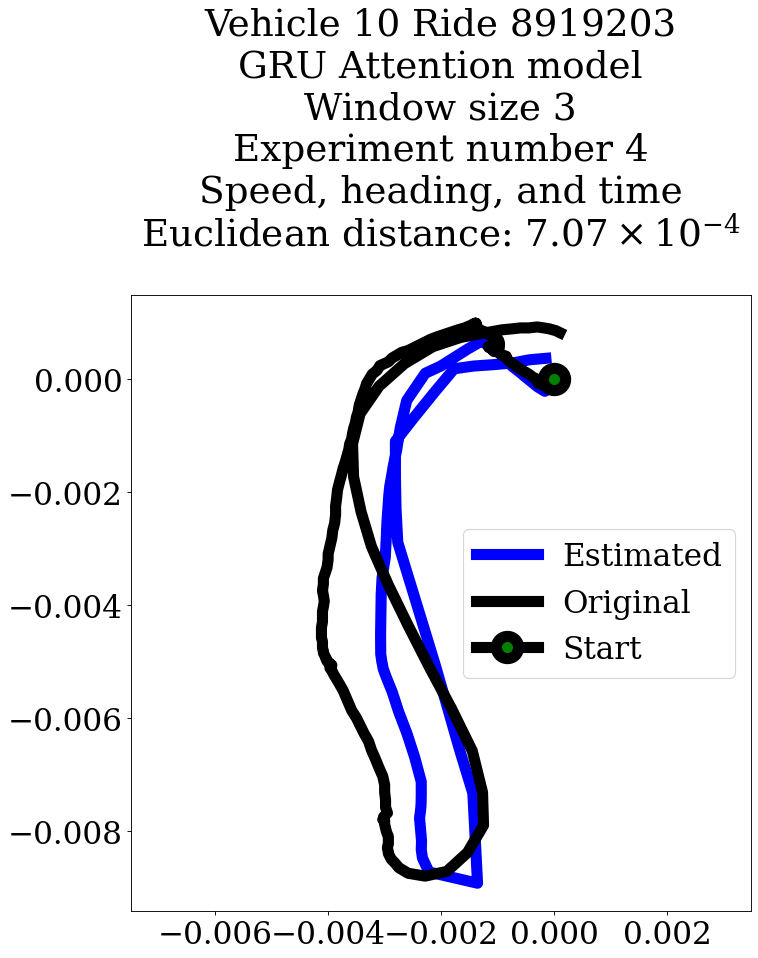 Vehicle 10 Ride 8919203
GRU Attention model
Window size 3
Experiment number 4
Speed, heading, and time
Euclidean distance: 7.07 × 10⁻⁴
0.000
−0.002
−0.004
−0.006
−0.008
Estimated
Original
Start
−0.006 −0.004 −0.002 0.000 0.002